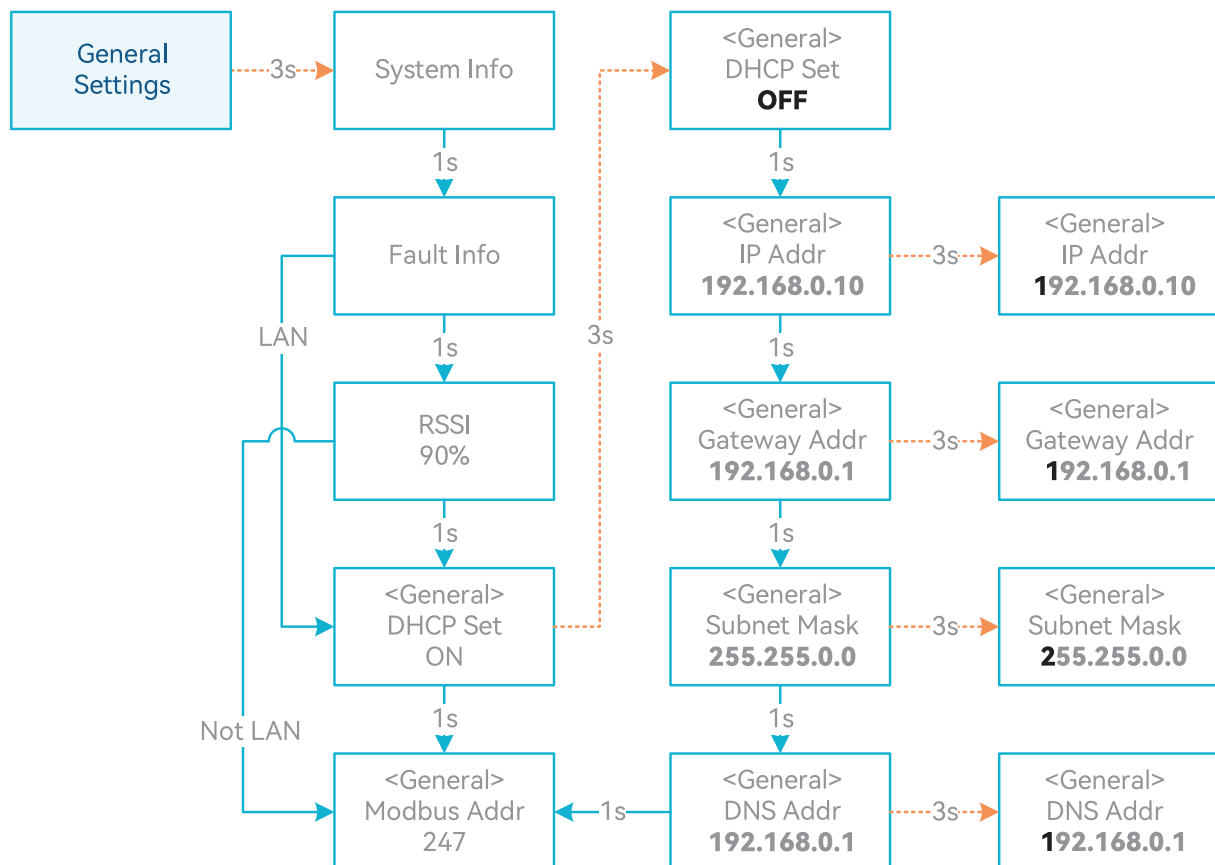 General
Settings
3s
System Info
1s
Fault Info
LAN
1s
RSSI
90%
1s
<General>
DHCP Set
ON
Not LAN
1s
<General>
Modbus Addr
247
3s
<General>
DHCP Set
OFF
1s
<General>
IP Addr
192.168.0.10
3s
<General>
IP Addr
192.168.0.10
1s
<General>
Gateway Addr
192.168.0.1
3s
<General>
Gateway Addr
192.168.0.1
1s
<General>
Subnet Mask
255.255.0.0
3s
<General>
Subnet Mask
255.255.0.0
1s
<General>
DNS Addr
192.168.0.1
1s
3s
<General>
DNS Addr
192.168.0.1